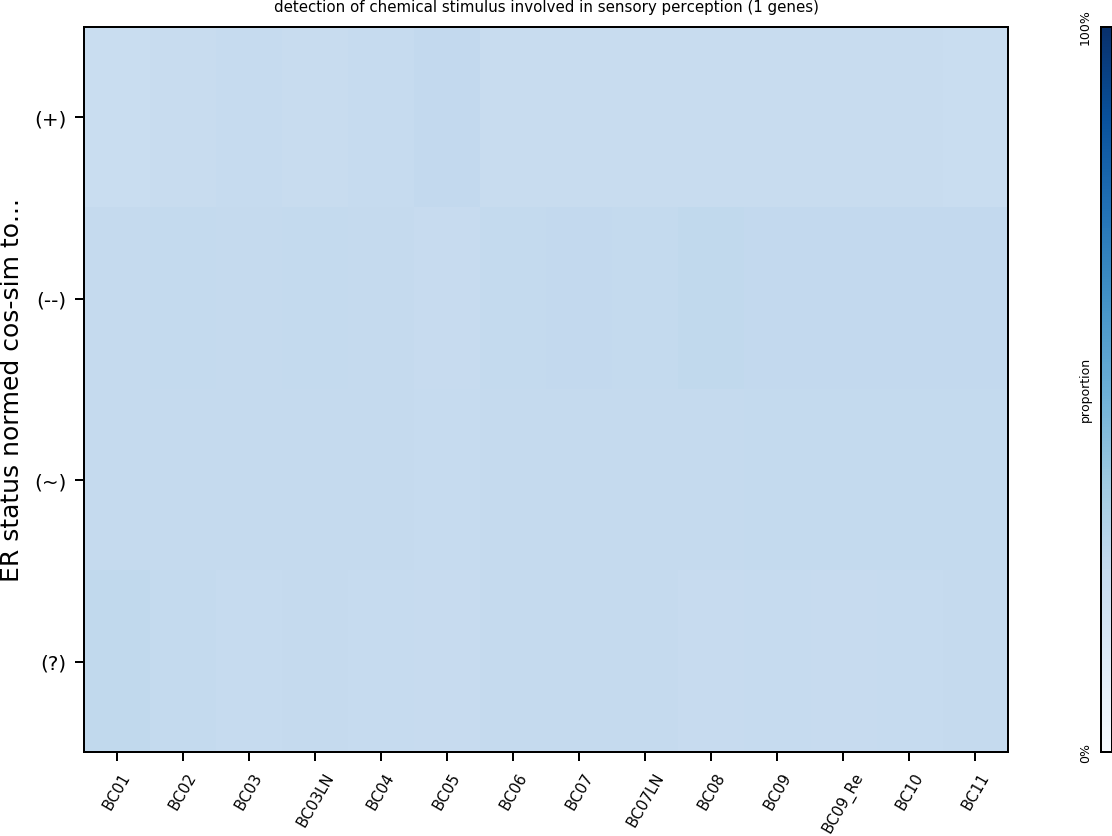 detection of chemical stimulus involved in sensory perception (1 genes)
ER status normed cos-sim to...
(+)
(--)
(~)
(?)
BC01
BC02
BC03
BC03LN
BC04
BC05
BC06
BC07
BC07LN
BC08
BC09
BC09_Re
BC10
BC11
100%
proportion
0%